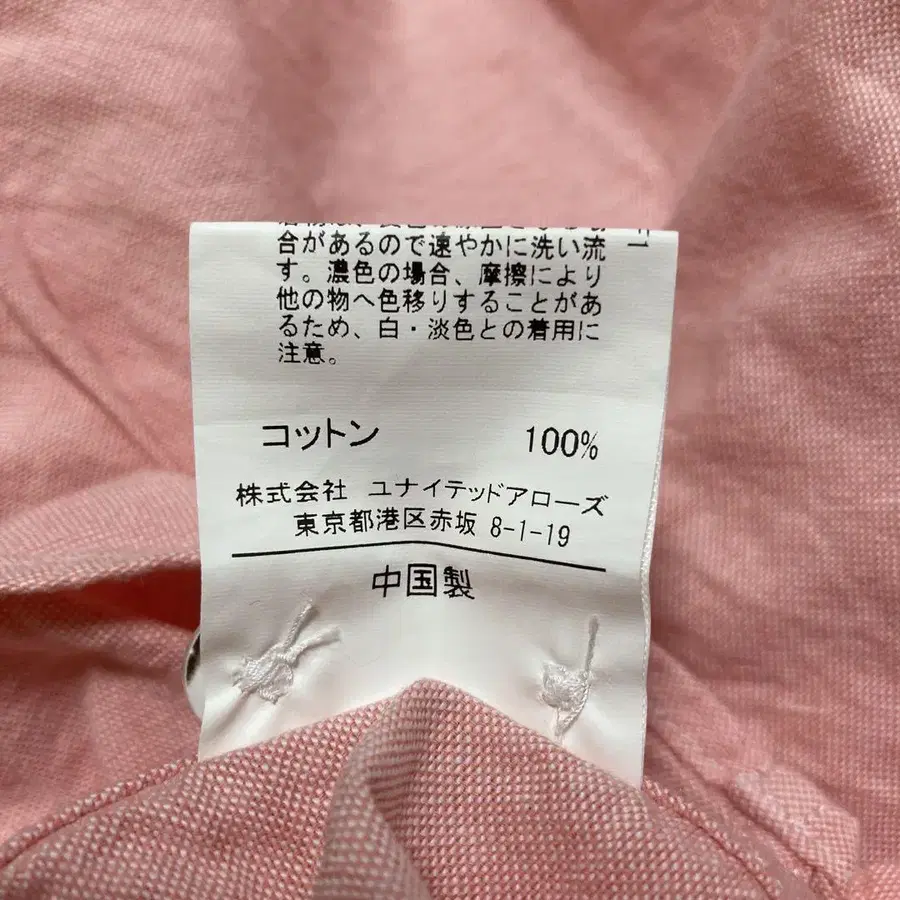 合があるので速やかに洗い流
す。濃色の場合、摩擦により
他の物へ色移りすることがあ
るため、白・淡色との着用に
注意。
コットン 100%
株式会社 ユナイテッドアローズ
東京都港区赤坂 8-1-19
中国製